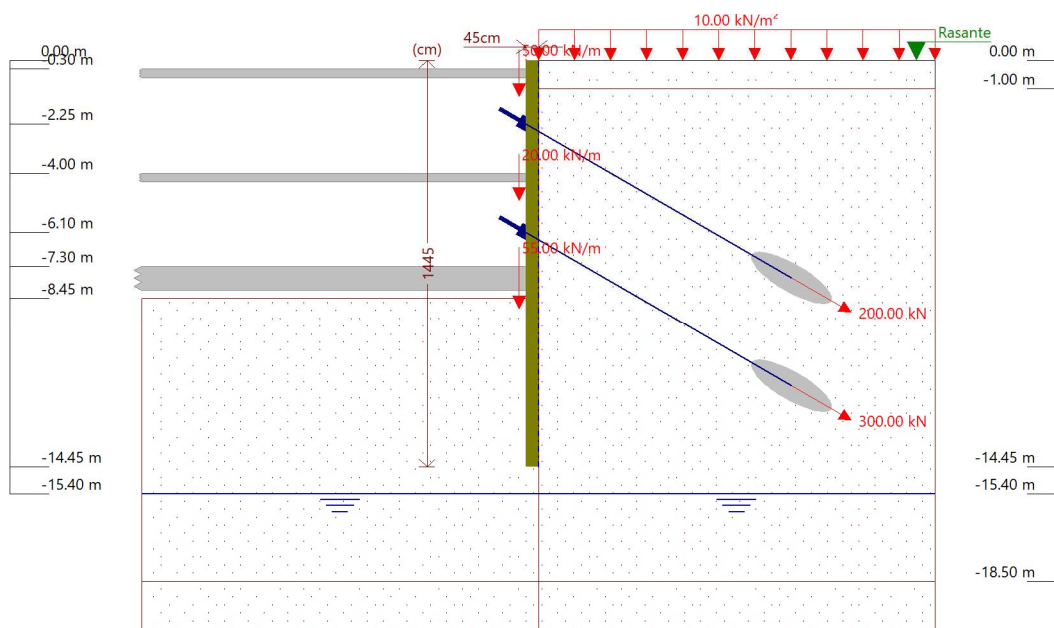 10.00 kN/m²
Rasante
45cm
(cm)
50.00 kN/m
0.00 m
0.30 m
0.00 m
-1.00 m
-2.25 m
20.00 kN/m
-4.00 m
-6.10 m
55.00 kN/m
1445
-7.30 m
-8.45 m
200.00 kN
300.00 kN
-14.45 m
-14.45 m
-15.40 m
-15.40 m
-18.50 m